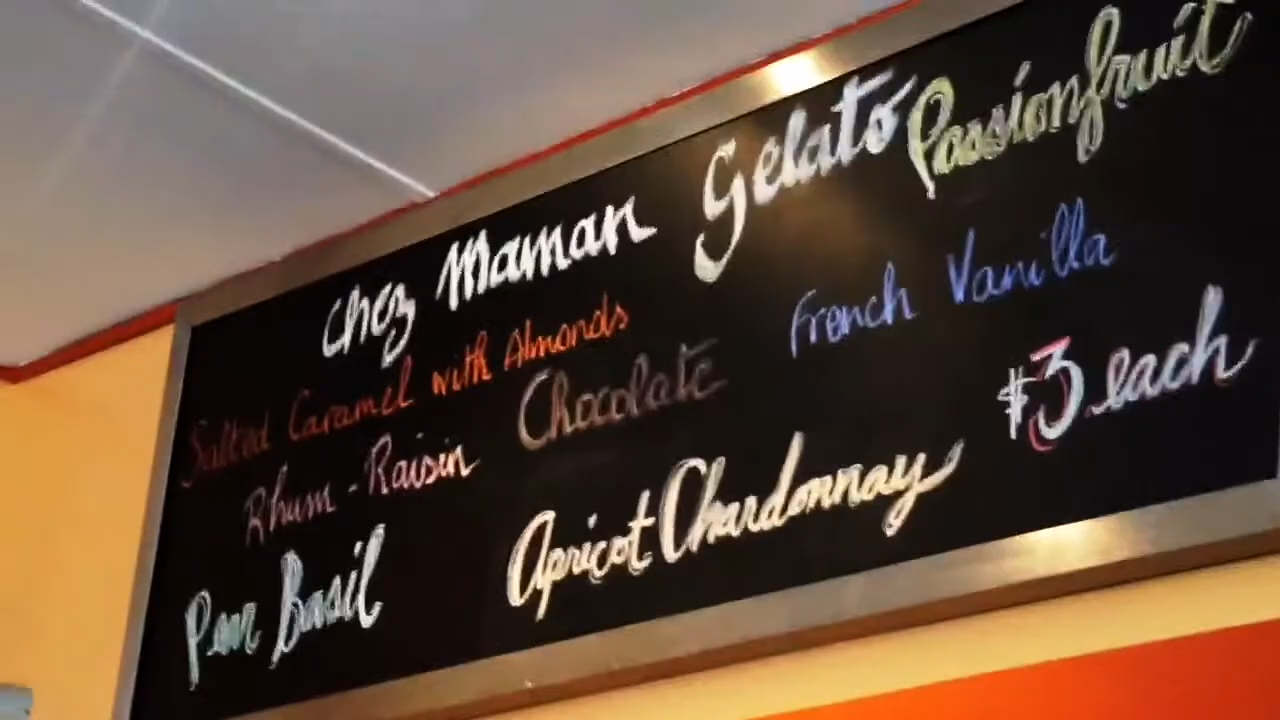 Chez Maman Gelato
Passionfruit
Salted Caramel with Almonds
French Vanilla
Rhum-Raisin
Chocolate
$3 each
Pear Basil
Apricot Chardonnay